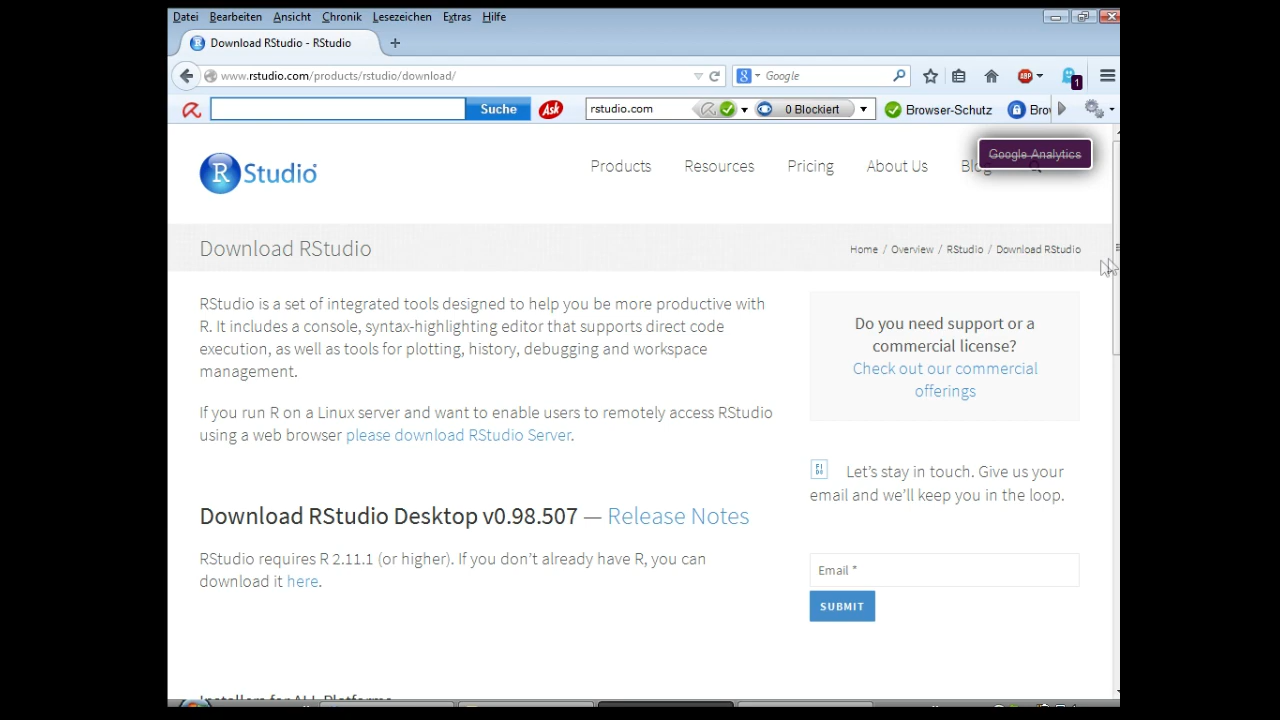 Datei Bearbeiten Ansicht Chronik Lesezeichen Extras Hilfe
Download RStudio - RStudio
www.rstudio.com/products/rstudio/download/
Google
ABP
1
Suche
Ask
rstudio.com
0 Blockiert
Browser-Schutz
Bro
R Studio
Products Resources Pricing About Us Blog
Google Analytics
Download RStudio
Home / Overview / RStudio / Download RStudio
RStudio is a set of integrated tools designed to help you be more productive with
R. It includes a console, syntax-highlighting editor that supports direct code
execution, as well as tools for plotting, history, debugging and workspace
management.
If you run R on a Linux server and want to enable users to remotely access RStudio
using a web browser please download RStudio Server.
Download RStudio Desktop v0.98.507 — Release Notes
RStudio requires R 2.11.1 (or higher). If you don't already have R, you can
download it here.
Installers for ALL Platforms
Do you need support or a
commercial license?
Check out our commercial
offerings
Let's stay in touch. Give us your
email and we'll keep you in the loop.
Email *
SUBMIT